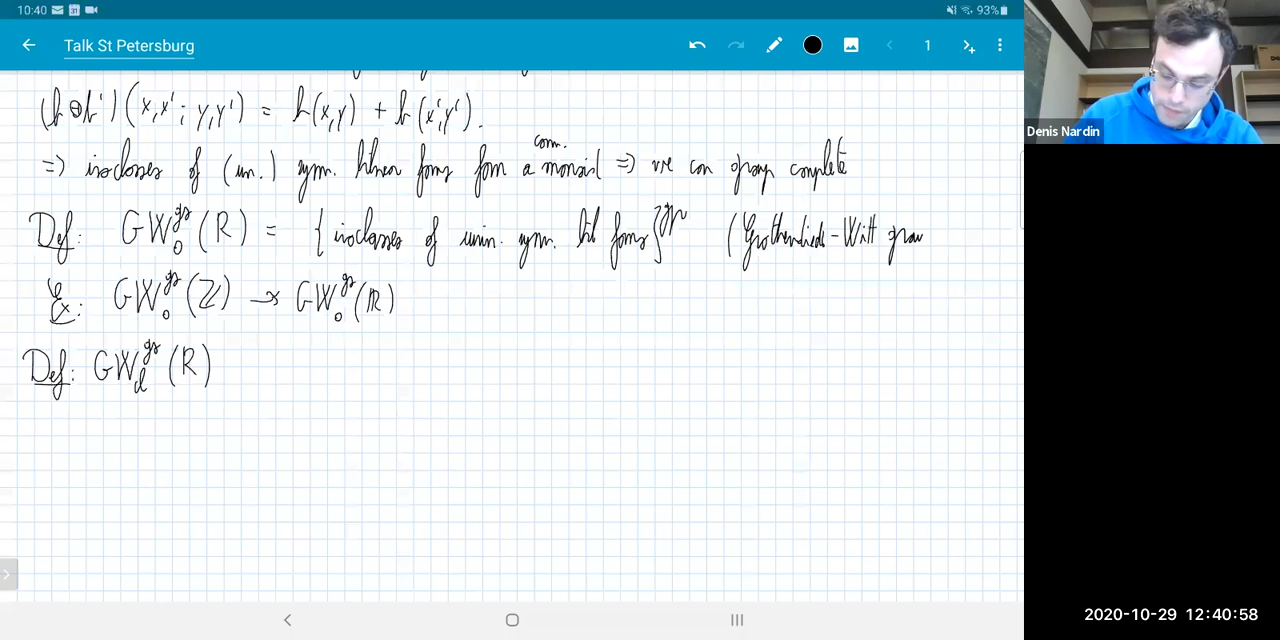 10:40 93%
Talk St Petersburg
1
(h⊕h')(x,x'; y,y') = h(x,y) + h(x',y').
com.
=> isoclasses of (un.) sym. bilinear forms form a monoid => we can group complete
Def: GW₀^gs(R) = { isoclasses of unim. sym. bil forms}^gp (Grothendieck-Witt group
Ex: GW₀^gs(ℤ) → GW₀^gs(ℝ)
Def: GW_d^gs(R)
Denis Nardin
2020-10-29 12:40:58